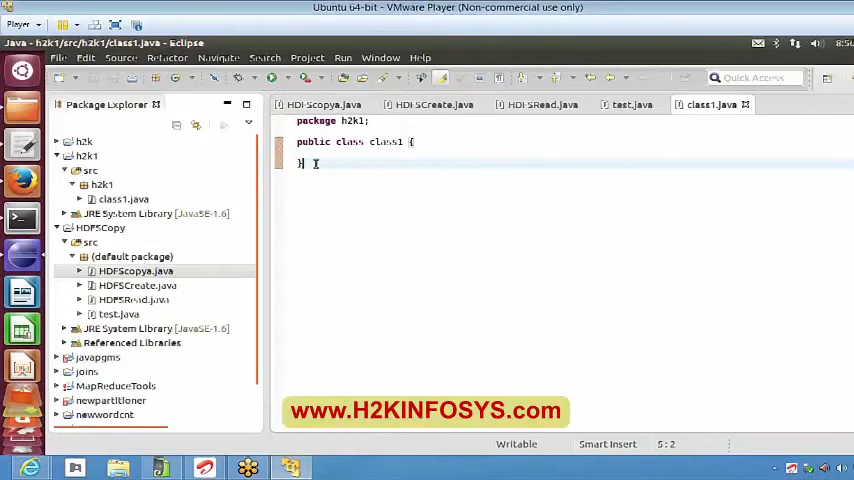 Ubuntu 64-bit - VMware Player (Non-commercial use only)
Player
Java - h2k1/src/h2k1/class1.java - Eclipse
8:56
File Edit Source Refactor Navigate Search Project Run Window Help
Quick Access
Package Explorer
HDFScopya.java
HDFSCreate.java
HDFSRead.java
test.java
class1.java
h2k
h2k1
src
h2k1
class1.java
JRE System Library [JavaSE-1.6]
HDFSCopy
src
(default package)
HDFScopya.java
HDFSCreate.java
HDFSRead.java
test.java
JRE System Library [JavaSE-1.6]
Referenced Libraries
javapgms
joins
MapReduceTools
newpartitioner
newwordcnt
package h2k1;
public class class1 {
}
www.H2KINFOSYS.com
Writable
Smart Insert
5 : 2